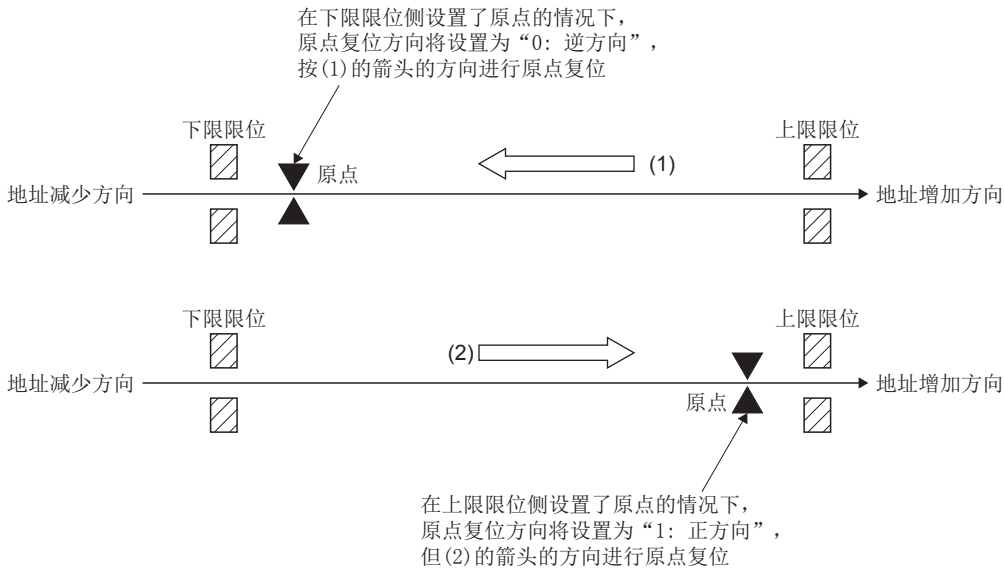 在下限限位侧设置了原点的情况下，
原点复位方向将设置为“0: 逆方向”，
按(1)的箭头的方向进行原点复位
下限限位
上限限位
原点
(1)
地址减少方向
地址增加方向
下限限位
上限限位
(2)
地址减少方向
地址增加方向
原点
在上限限位侧设置了原点的情况下，
原点复位方向将设置为“1: 正方向”，
但(2)的箭头的方向进行原点复位